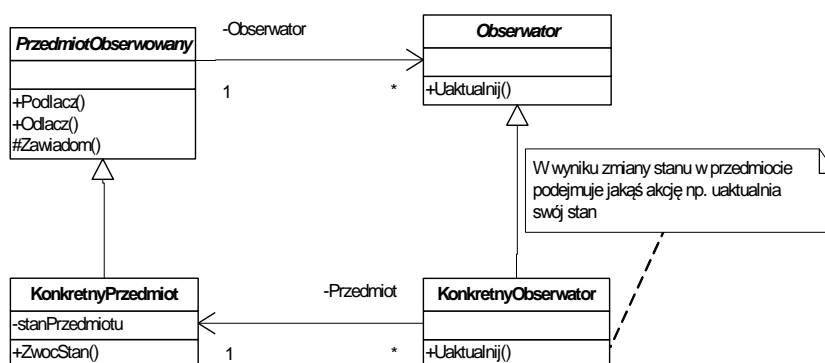 PrzedmiotObserwowany
+Podlacz()
+Odlacz()
#Zawiadom()
-Obserwator
1
*
Obserwator
+Uaktualnij()
W wyniku zmiany stanu w przedmiocie
podejmuje jakąś akcję np. uaktualnia
swój stan
KonkretnyPrzedmiot
-stanPrzedmiotu
+ZwocStan()
-Przedmiot
1
*
KonkretnyObserwator
+Uaktualnij()